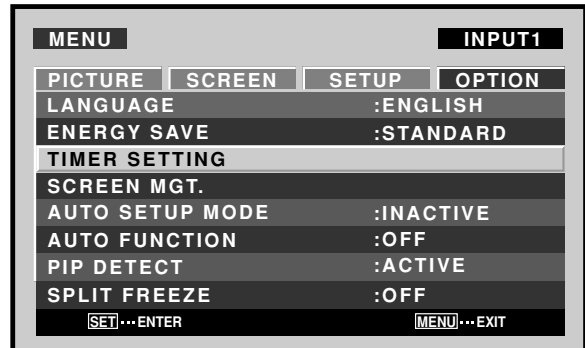 MENU INPUT1
PICTURE SCREEN SETUP OPTION
LANGUAGE :ENGLISH
ENERGY SAVE :STANDARD
TIMER SETTING
SCREEN MGT.
AUTO SETUP MODE :INACTIVE
AUTO FUNCTION :OFF
PIP DETECT :ACTIVE
SPLIT FREEZE :OFF
SET···ENTER MENU···EXIT